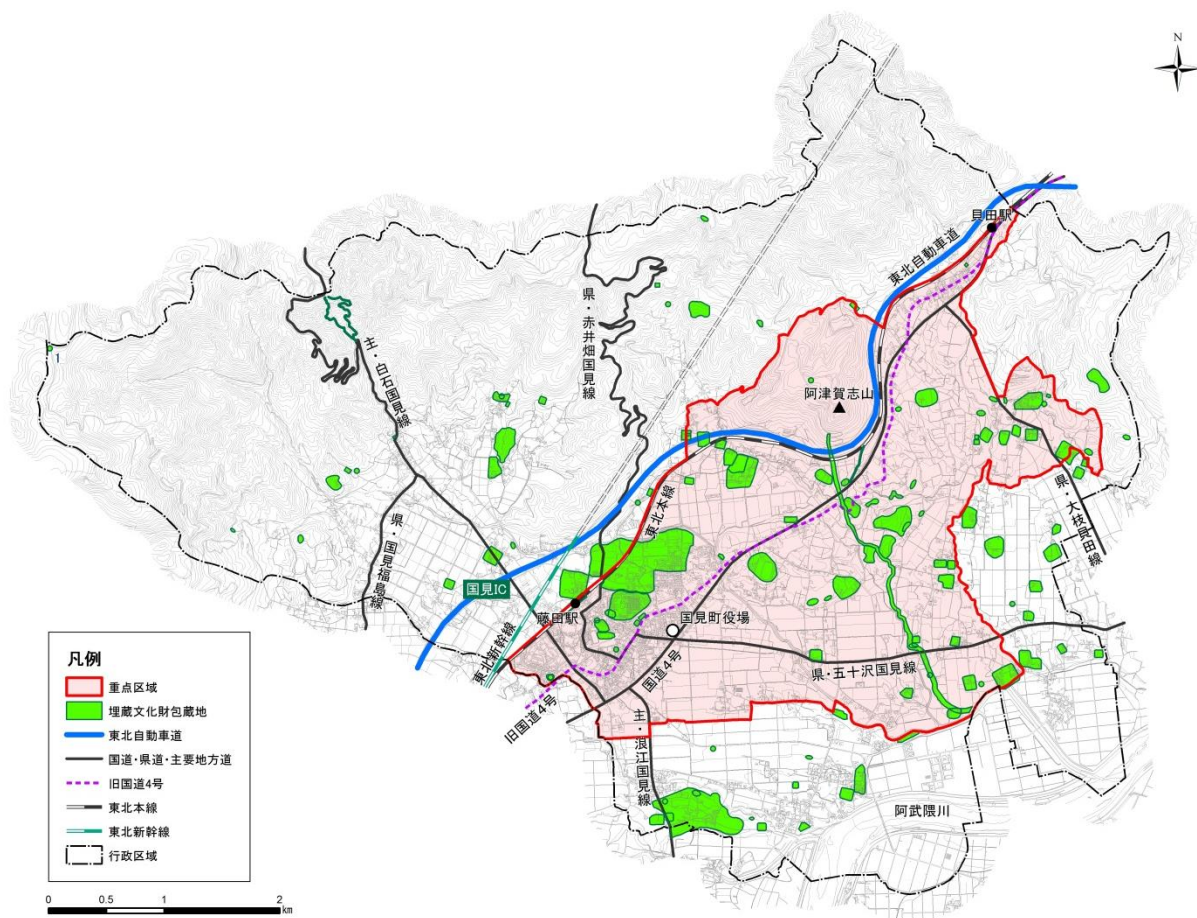 N
貝田駅
東北自動車道
県・赤井畑国見線
1
主・白石国見線
阿津賀志山
東北本線
県・大枝貝田線
県・国見福島線
国見IC
藤田駅
国見町役場
東北新幹線
国道4号
県・五十沢国見線
旧国道4号
主・浪江国見線
阿武隈川
凡例
重点区域
埋蔵文化財包蔵地
東北自動車道
国道・県道・主要地方道
旧国道4号
東北本線
東北新幹線
行政区域
0 0.5 1 2
km